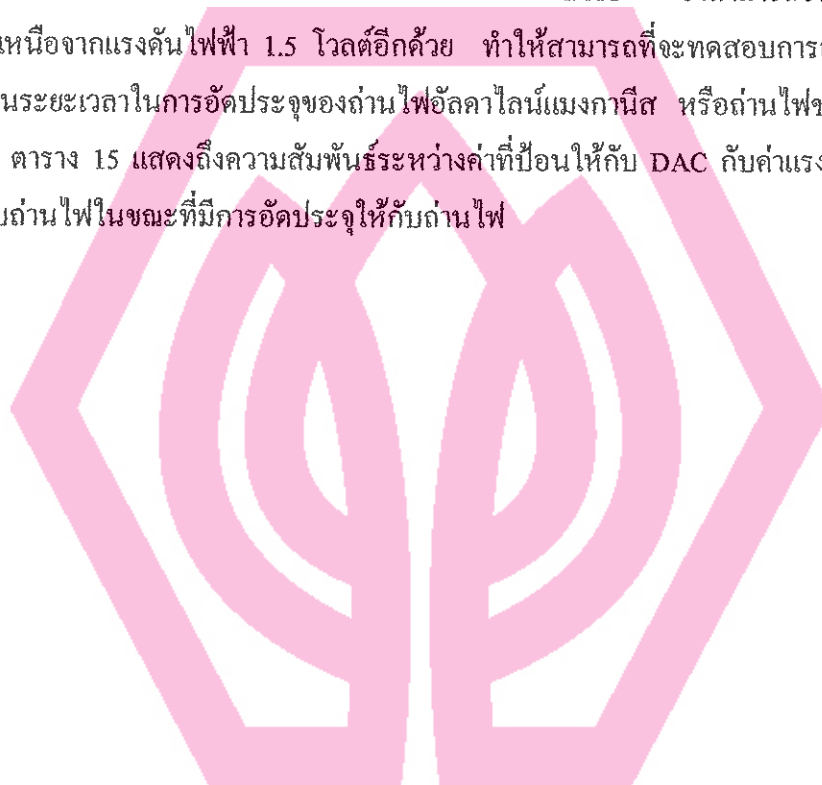 นเหนือจากแรงดันไฟฟ้า 1.5 โวลต์อีกด้วย ทำให้สามารถที่จะทดสอบการ
นระยะเวลาในการอัดประจุของถ่านไฟอัลคาไลน์แมงกานีส หรือถ่านไฟ
ตาราง 15 แสดงถึงความสัมพันธ์ระหว่างค่าที่ป้อนให้กับ DAC กับค่าแรง
บถ่านไฟในขณะที่มีการอัดประจุให้กับถ่านไฟ